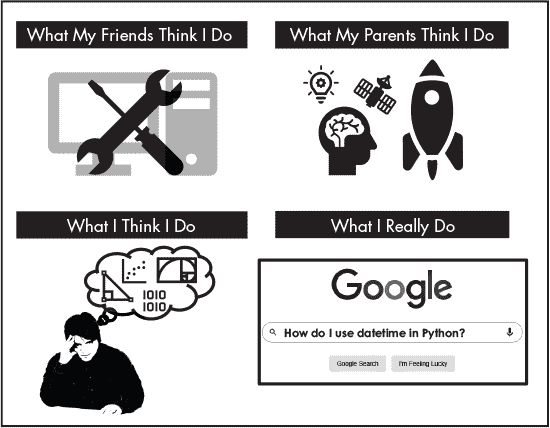 What My Friends Think I Do
What My Parents Think I Do
What I Think I Do
1010
1010
What I Really Do
Google
How do I use datetime in Python?
Google Search
I'm Feeling Lucky